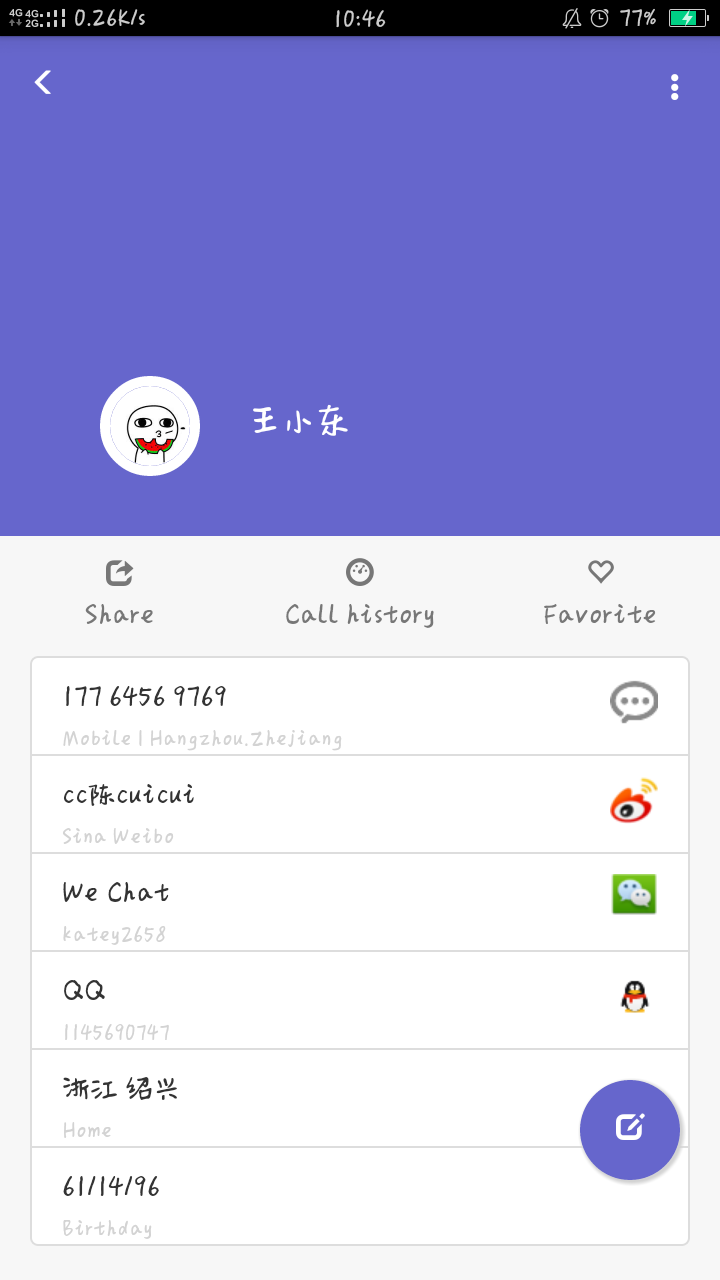 4G 4G 2G 0.26K/s 10:46 77%
王小东
Share Call history Favorite
177 6456 9769
Mobile | Hangzhou.Zhejiang
cc陈cuicui
Sina Weibo
We Chat
katey2658
QQ
1145690747
浙江 绍兴
Home
61/14/96
Birthday